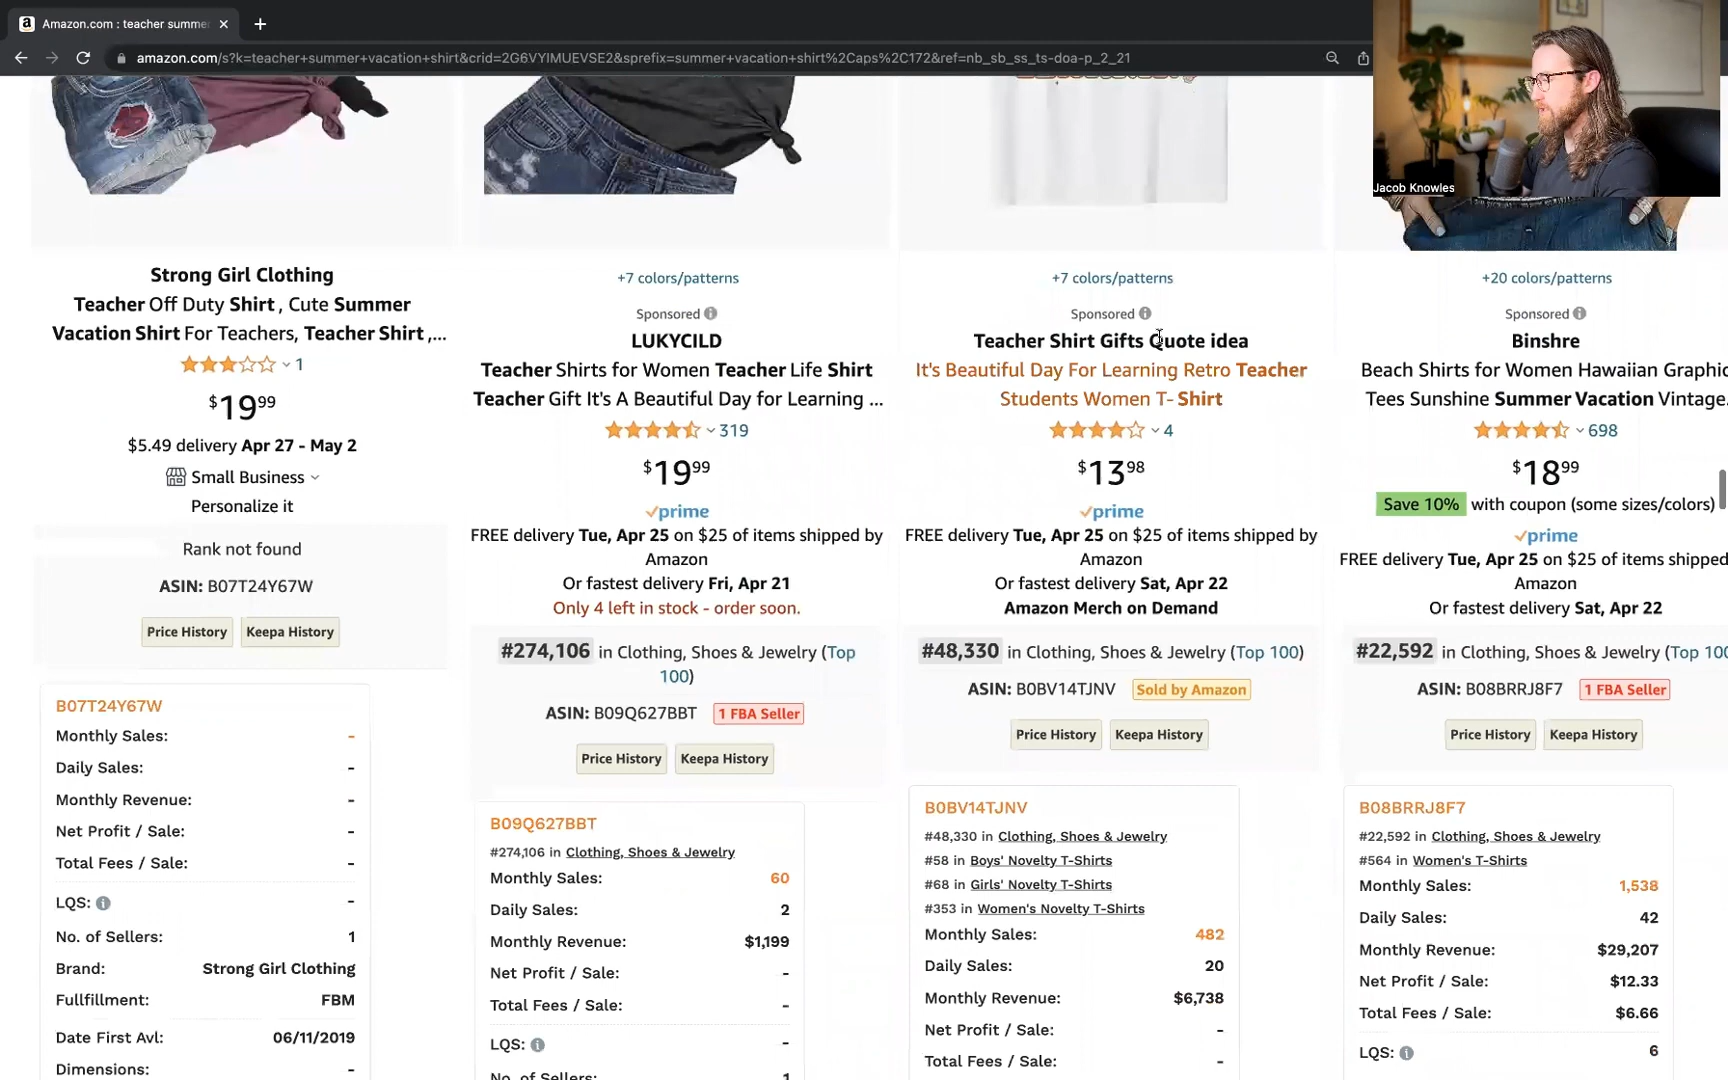 Amazon.com : teacher summe
amazon.com/s?k=teacher+summer+vacation+shirt&crid=2G6VYIMUEVSE2&sprefix=summer+vacation+shirt%2Caps%2C172&ref=nb_sb_ss_ts-doa-p_2_21
Jacob Knowles
Strong Girl Clothing
Teacher Off Duty Shirt , Cute Summer
Vacation Shirt For Teachers, Teacher Shirt ,...
1
$19 99
$5.49 delivery Apr 27 - May 2
Small Business
Personalize it
Rank not found
ASIN: B07T24Y67W
Price History Keepa History
B07T24Y67W
Monthly Sales: -
Daily Sales: -
Monthly Revenue: -
Net Profit / Sale: -
Total Fees / Sale: -
LQS: -
No. of Sellers: 1
Brand: Strong Girl Clothing
Fullfillment: FBM
Date First Avl: 06/11/2019
Dimensions: -
+7 colors/patterns
Sponsored
LUKYCILD
Teacher Shirts for Women Teacher Life Shirt
Teacher Gift It's A Beautiful Day for Learning ...
319
$19 99
prime
FREE delivery Tue, Apr 25 on $25 of items shipped by
Amazon
Or fastest delivery Fri, Apr 21
Only 4 left in stock - order soon.
#274,106 in Clothing, Shoes & Jewelry (Top
100)
ASIN: B09Q627BBT 1 FBA Seller
Price History Keepa History
B09Q627BBT
#274,106 in Clothing, Shoes & Jewelry
Monthly Sales: 60
Daily Sales: 2
Monthly Revenue: $1,199
Net Profit / Sale: -
Total Fees / Sale: -
LQS: -
No. of Sellers: 1
+7 colors/patterns
Sponsored
Teacher Shirt Gifts Quote idea
It's Beautiful Day For Learning Retro Teacher
Students Women T- Shirt
4
$13 98
prime
FREE delivery Tue, Apr 25 on $25 of items shipped by
Amazon
Or fastest delivery Sat, Apr 22
Amazon Merch on Demand
#48,330 in Clothing, Shoes & Jewelry (Top 100)
ASIN: B0BV14TJNV Sold by Amazon
Price History Keepa History
B0BV14TJNV
#48,330 in Clothing, Shoes & Jewelry
#58 in Boys' Novelty T-Shirts
#68 in Girls' Novelty T-Shirts
#353 in Women's Novelty T-Shirts
Monthly Sales: 482
Daily Sales: 20
Monthly Revenue: $6,738
Net Profit / Sale: -
Total Fees / Sale: -
+20 colors/patterns
Sponsored
Binshre
Beach Shirts for Women Hawaiian Graphic
Tees Sunshine Summer Vacation Vintage.
698
$18 99
Save 10% with coupon (some sizes/colors)
prime
FREE delivery Tue, Apr 25 on $25 of items shipped
Amazon
Or fastest delivery Sat, Apr 22
#22,592 in Clothing, Shoes & Jewelry (Top 100
ASIN: B08BRRJ8F7 1 FBA Seller
Price History Keepa History
B08BRRJ8F7
#22,592 in Clothing, Shoes & Jewelry
#564 in Women's T-Shirts
Monthly Sales: 1,538
Daily Sales: 42
Monthly Revenue: $29,207
Net Profit / Sale: $12.33
Total Fees / Sale: $6.66
LQS: 6